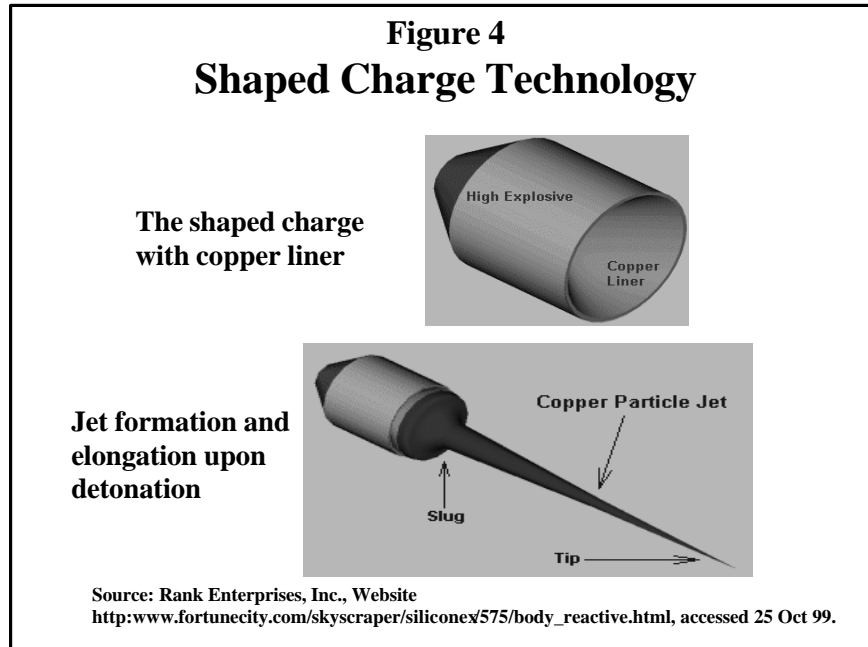 Figure 4
Shaped Charge Technology
The shaped charge
with copper liner
High Explosive
Copper
Liner
Jet formation and
elongation upon
detonation
Copper Particle Jet
Slug
Tip
Source: Rank Enterprises, Inc., Website
http:www.fortunecity.com/skyscraper/siliconex/575/body_reactive.html, accessed 25 Oct 99.